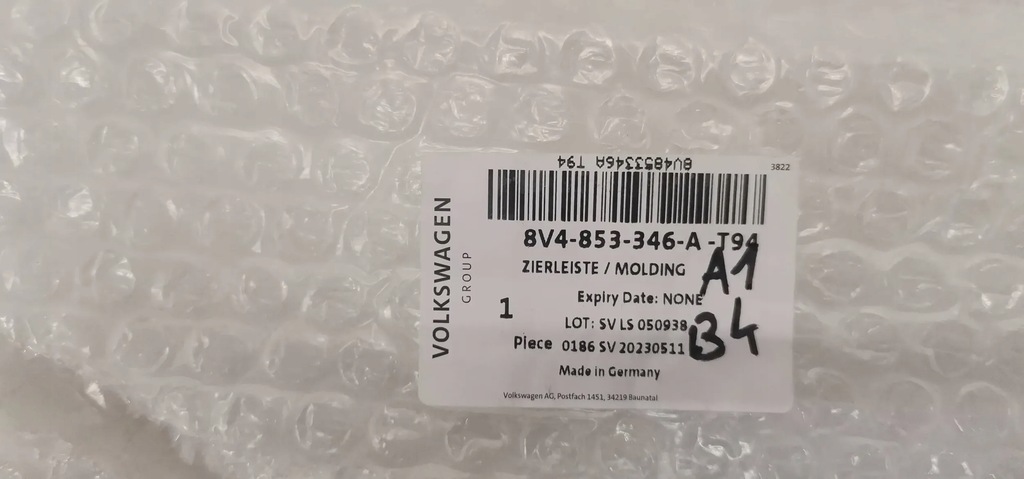 8V4853346A T94
3822
8V4-853-346-A -T94
ZIERLEISTE / MOLDING
A1
Expiry Date: NONE
1
LOT: SV LS 050938
B4
Piece 0186 SV 20230511
Made in Germany
Volkswagen AG, Postfach 1451, 34219 Baunatal
VOLKSWAGEN
GROUP